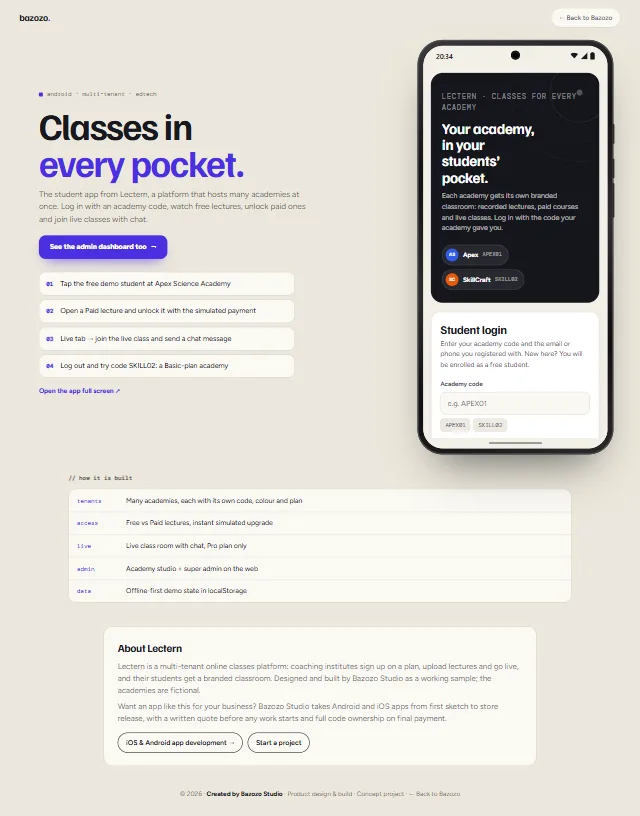 bazozo.
← Back to Bazozo
android · multi-tenant · edtech
Classes in
every pocket.
The student app from Lectern, a platform that hosts many academies at
once. Log in with an academy code, watch free lectures, unlock paid ones
and join live classes with chat.
See the admin dashboard too →
01 Tap the free demo student at Apex Science Academy
02 Open a Paid lecture and unlock it with the simulated payment
03 Live tab → join the live class and send a chat message
04 Log out and try code SKILL02: a Basic-plan academy
Open the app full screen ↗
20:34
LECTERN · CLASSES FOR EVERY
ACADEMY
Your academy,
in your
students’
pocket.
Each academy gets its own branded
classroom: recorded lectures, paid courses
and live classes. Log in with the code your
academy gave you.
AS Apex APEX01
SC SkillCraft SKILL02
Student login
Enter your academy code and the email or
phone you registered with. New here? You will
be enrolled as a free student.
Academy code
e.g. APEX01
APEX01 SKILL02
// how it is built
tenants Many academies, each with its own code, colour and plan
access Free vs Paid lectures, instant simulated upgrade
live Live class room with chat, Pro plan only
admin Academy studio + super admin on the web
data Offline-first demo state in localStorage
About Lectern
Lectern is a multi-tenant online classes platform: coaching institutes sign up on a plan, upload lectures and go live,
and their students get a branded classroom. Designed and built by Bazozo Studio as a working sample; the
academies are fictional.
Want an app like this for your business? Bazozo Studio takes Android and iOS apps from first sketch to store
release, with a written quote before any work starts and full code ownership on final payment.
iOS & Android app development →
Start a project
© 2026 · Created by Bazozo Studio · Product design & build · Concept project · ← Back to Bazozo